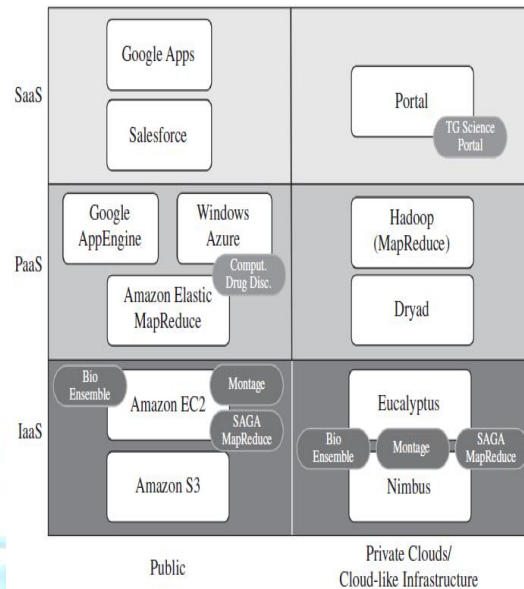 SaaS
Google Apps
Salesforce
Portal
TG Science
Portal
PaaS
Google
AppEngine
Windows
Azure
Comput.
Drug Disc.
Amazon Elastic
MapReduce
Hadoop
(MapReduce)
Dryad
IaaS
Bio
Ensemble
Amazon EC2
Montage
SAGA
MapReduce
Amazon S3
Eucalyptus
Bio
Ensemble
Montage
SAGA
MapReduce
Nimbus
Public
Private Clouds/
Cloud-like Infrastructure